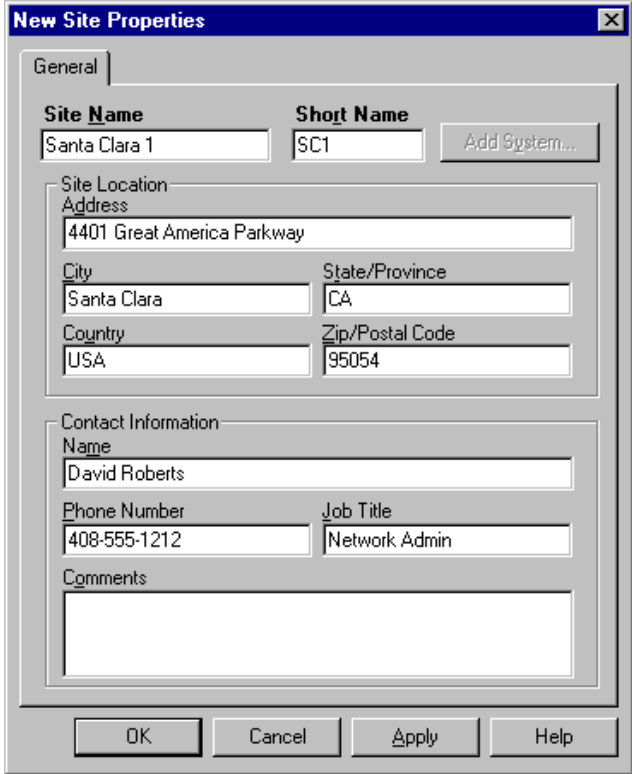 New Site Properties
General
Site Name Short Name
Santa Clara 1 SC1 Add System...
Site Location
Address
4401 Great America Parkway
City State/Province
Santa Clara CA
Country Zip/Postal Code
USA 95054
Contact Information
Name
David Roberts
Phone Number Job Title
408-555-1212 Network Admin
Comments
OK Cancel Apply Help